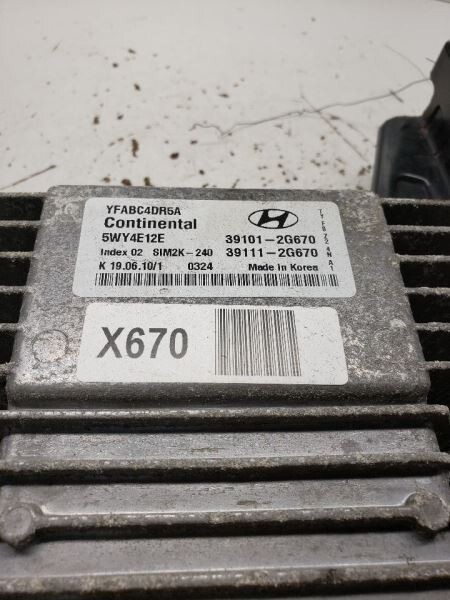 YFABC4DR5A
Continental
5WY4E12E 39101-2G670
Index 02 SIM2K-240 39111-2G670
K 19.06.10/1 0324 Made in Korea
X670